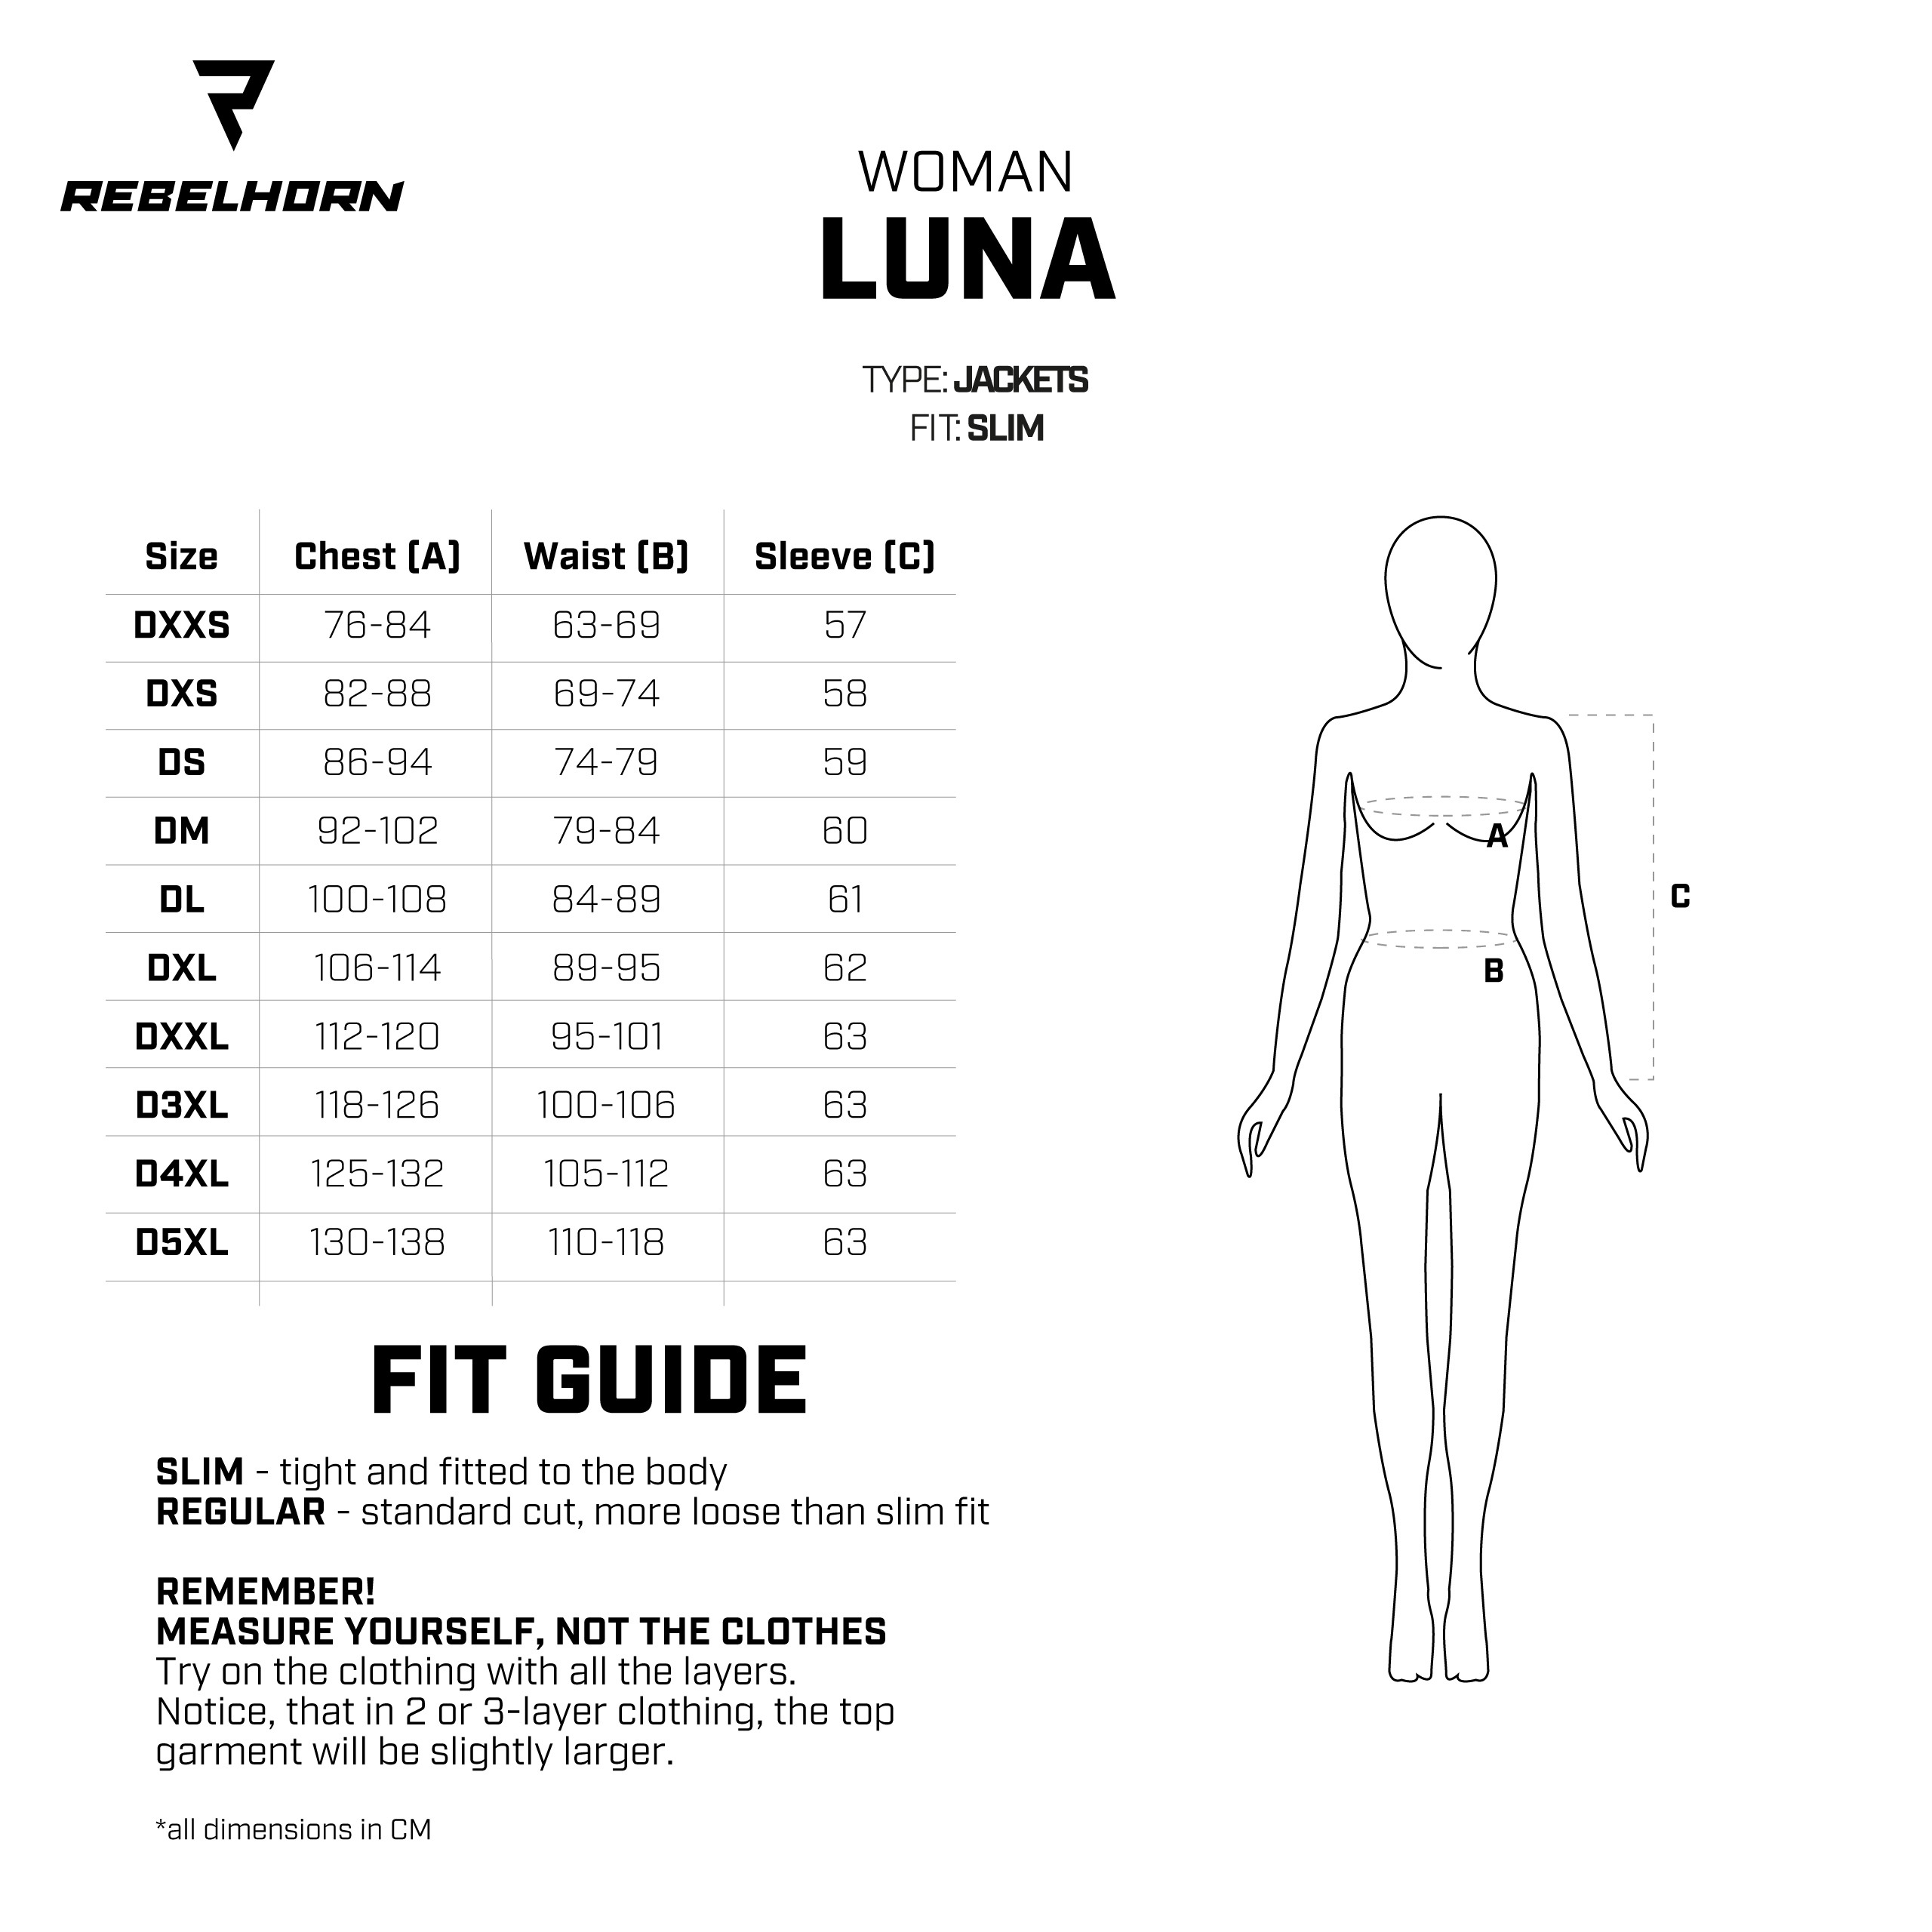 REBELHORN
WOMAN
LUNA
TYPE: JACKETS
FIT: SLIM
Size Chest (A) Waist (B) Sleeve (C)
DXXS 76-84 63-69 57
DXS 82-88 69-74 58
DS 86-94 74-79 59
DM 92-102 79-84 60
DL 100-108 84-89 61
DXL 106-114 89-95 62
DXXL 112-120 95-101 63
D3XL 118-126 100-106 63
D4XL 125-132 105-112 63
D5XL 130-138 110-118 63
A
C
B
FIT GUIDE
SLIM - tight and fitted to the body
REGULAR - standard cut, more loose than slim fit
REMEMBER!
MEASURE YOURSELF, NOT THE CLOTHES
Try on the clothing with all the layers.
Notice, that in 2 or 3-layer clothing, the top
garment will be slightly larger.
*all dimensions in CM